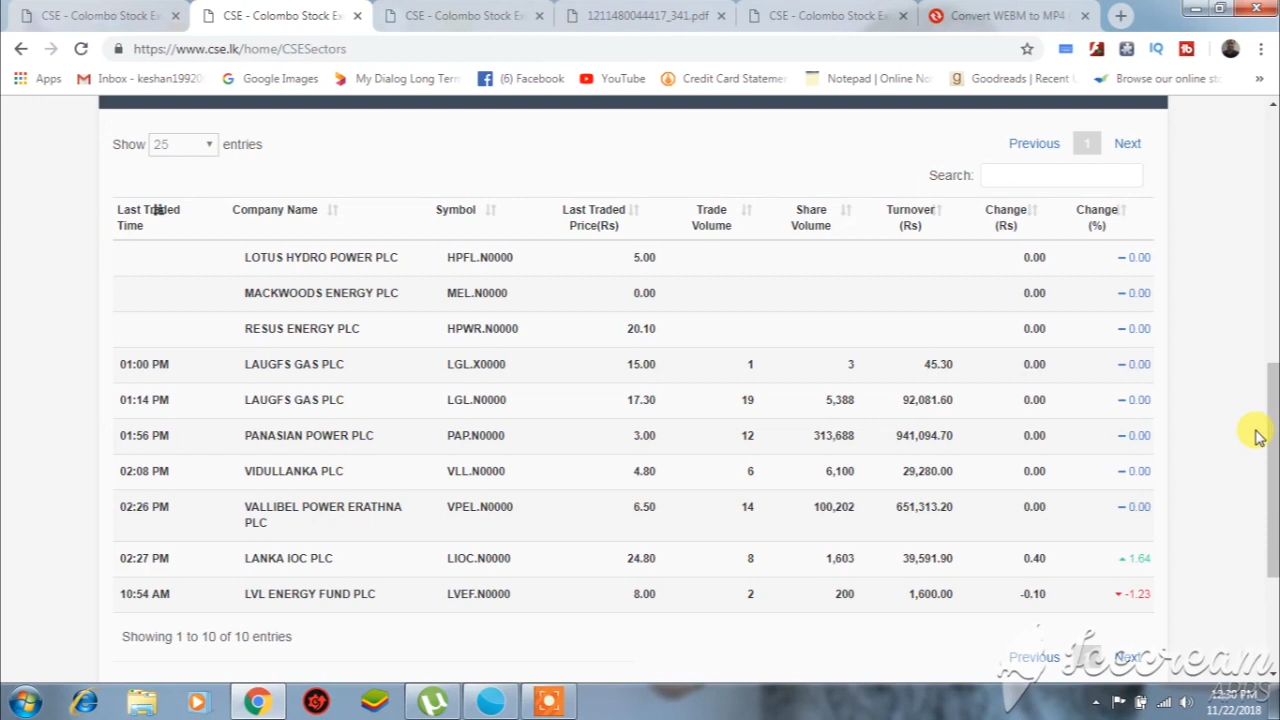 CSE - Colombo Stock Ex
CSE - Colombo Stock Ex
CSE - Colombo Stock Ex
1211480044417_341.pdf
CSE - Colombo Stock Ex
Convert WEBM to MP4 (
https://www.cse.lk/home/CSESectors
Apps
Inbox - keshan19920
Google Images
My Dialog Long Term
(6) Facebook
YouTube
Credit Card Statemen
Notepad | Online No
Goodreads | Recent U
Browse our online sto
»
Show 25 entries
Previous 1 Next
Search:
Last Traded Time Company Name Symbol Last Traded Price(Rs) Trade Volume Share Volume Turnover (Rs) Change (Rs) Change (%)
LOTUS HYDRO POWER PLC HPFL.N0000 5.00 0.00 0.00
MACKWOODS ENERGY PLC MEL.N0000 0.00 0.00 0.00
RESUS ENERGY PLC HPWR.N0000 20.10 0.00 0.00
01:00 PM LAUGFS GAS PLC LGL.X0000 15.00 1 3 45.30 0.00 0.00
01:14 PM LAUGFS GAS PLC LGL.N0000 17.30 19 5,388 92,081.60 0.00 0.00
01:56 PM PANASIAN POWER PLC PAP.N0000 3.00 12 313,688 941,094.70 0.00 0.00
02:08 PM VIDULLANKA PLC VLL.N0000 4.80 6 6,100 29,280.00 0.00 0.00
02:26 PM VALLIBEL POWER ERATHNA PLC VPEL.N0000 6.50 14 100,202 651,313.20 0.00 0.00
02:27 PM LANKA IOC PLC LIOC.N0000 24.80 8 1,603 39,591.90 0.40 1.64
10:54 AM LVL ENERGY FUND PLC LVEF.N0000 8.00 2 200 1,600.00 -0.10 -1.23
Showing 1 to 10 of 10 entries
Previous Next
Icecream
APPS
12:30 PM
11/22/2018